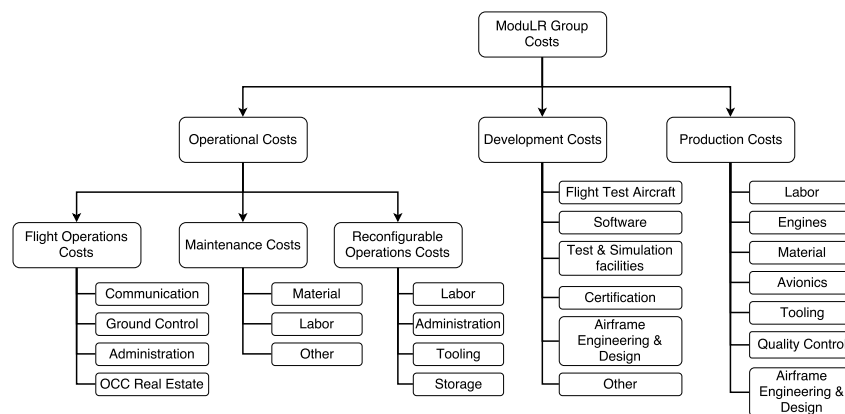 ModuLR Group
Costs
Operational Costs
Development Costs
Production Costs
Flight Operations
Costs
Maintenance Costs
Reconfigurable
Operations Costs
Communication
Ground Control
Administration
OCC Real Estate
Material
Labor
Other
Labor
Administration
Tooling
Storage
Flight Test Aircraft
Software
Test & Simulation
facilities
Certification
Airframe
Engineering &
Design
Other
Labor
Engines
Material
Avionics
Tooling
Quality Control
Airframe
Engineering &
Design